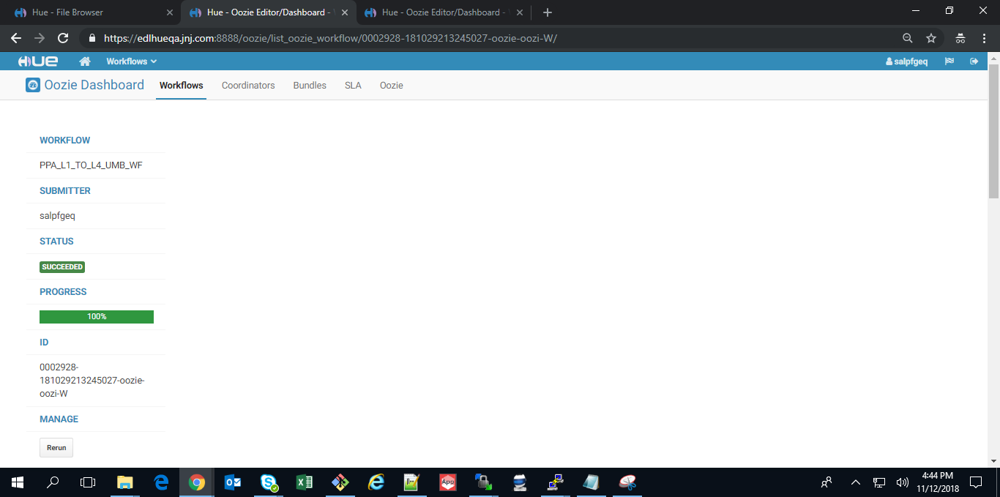 Hue - File Browser
Hue - Oozie Editor/Dashboard -
Hue - Oozie Editor/Dashboard -
https://edlhueqa.jnj.com:8888/oozie/list_oozie_workflow/0002928-181029213245027-oozie-oozi-W/
HUE
Workflows
salpfgeq
Oozie Dashboard
Workflows
Coordinators
Bundles
SLA
Oozie
WORKFLOW
PPA_L1_TO_L4_UMB_WF
SUBMITTER
salpfgeq
STATUS
SUCCEEDED
PROGRESS
100%
ID
0002928-
181029213245027-oozie-
oozi-W
MANAGE
Rerun
App
4:44 PM
11/12/2018